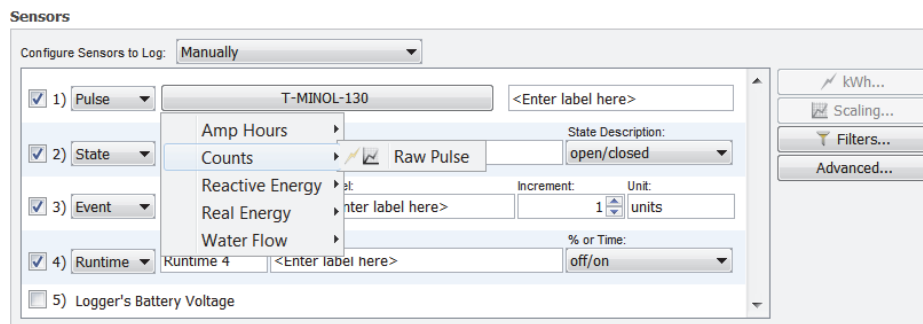 Sensors
Configure Sensors to Log: Manually
1) Pulse T-MINOL-130 <Enter label here> kWh...
Scaling...
Amp Hours State Description:
2) State Counts Raw Pulse open/closed Filters...
Advanced...
Reactive Energy Increment: Unit:
3) Event Real Energy nter label here> 1 units
Water Flow % or Time:
4) Runtime Runtime 4 <Enter label here> off/on
5) Logger's Battery Voltage